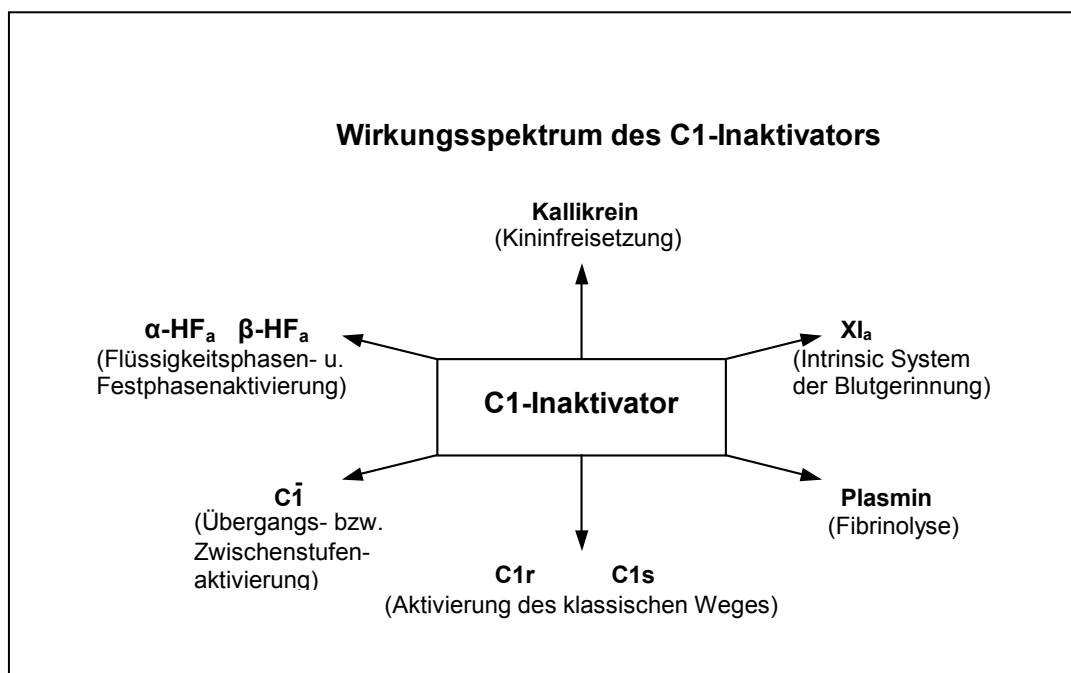 Wirkungsspektrum des C1-Inaktivators
Kallikrein
(Kininfreisetzung)
α-HFₐ β-HFₐ
(Flüssigkeitsphasen- u.
Festphasenaktivierung)
XIₐ
(Intrinsic System
der Blutgerinnung)
C1-Inaktivator
C1̄
(Übergangs- bzw.
Zwischenstufen-
aktivierung)
Plasmin
(Fibrinolyse)
C1r C1s
(Aktivierung des klassischen Weges)